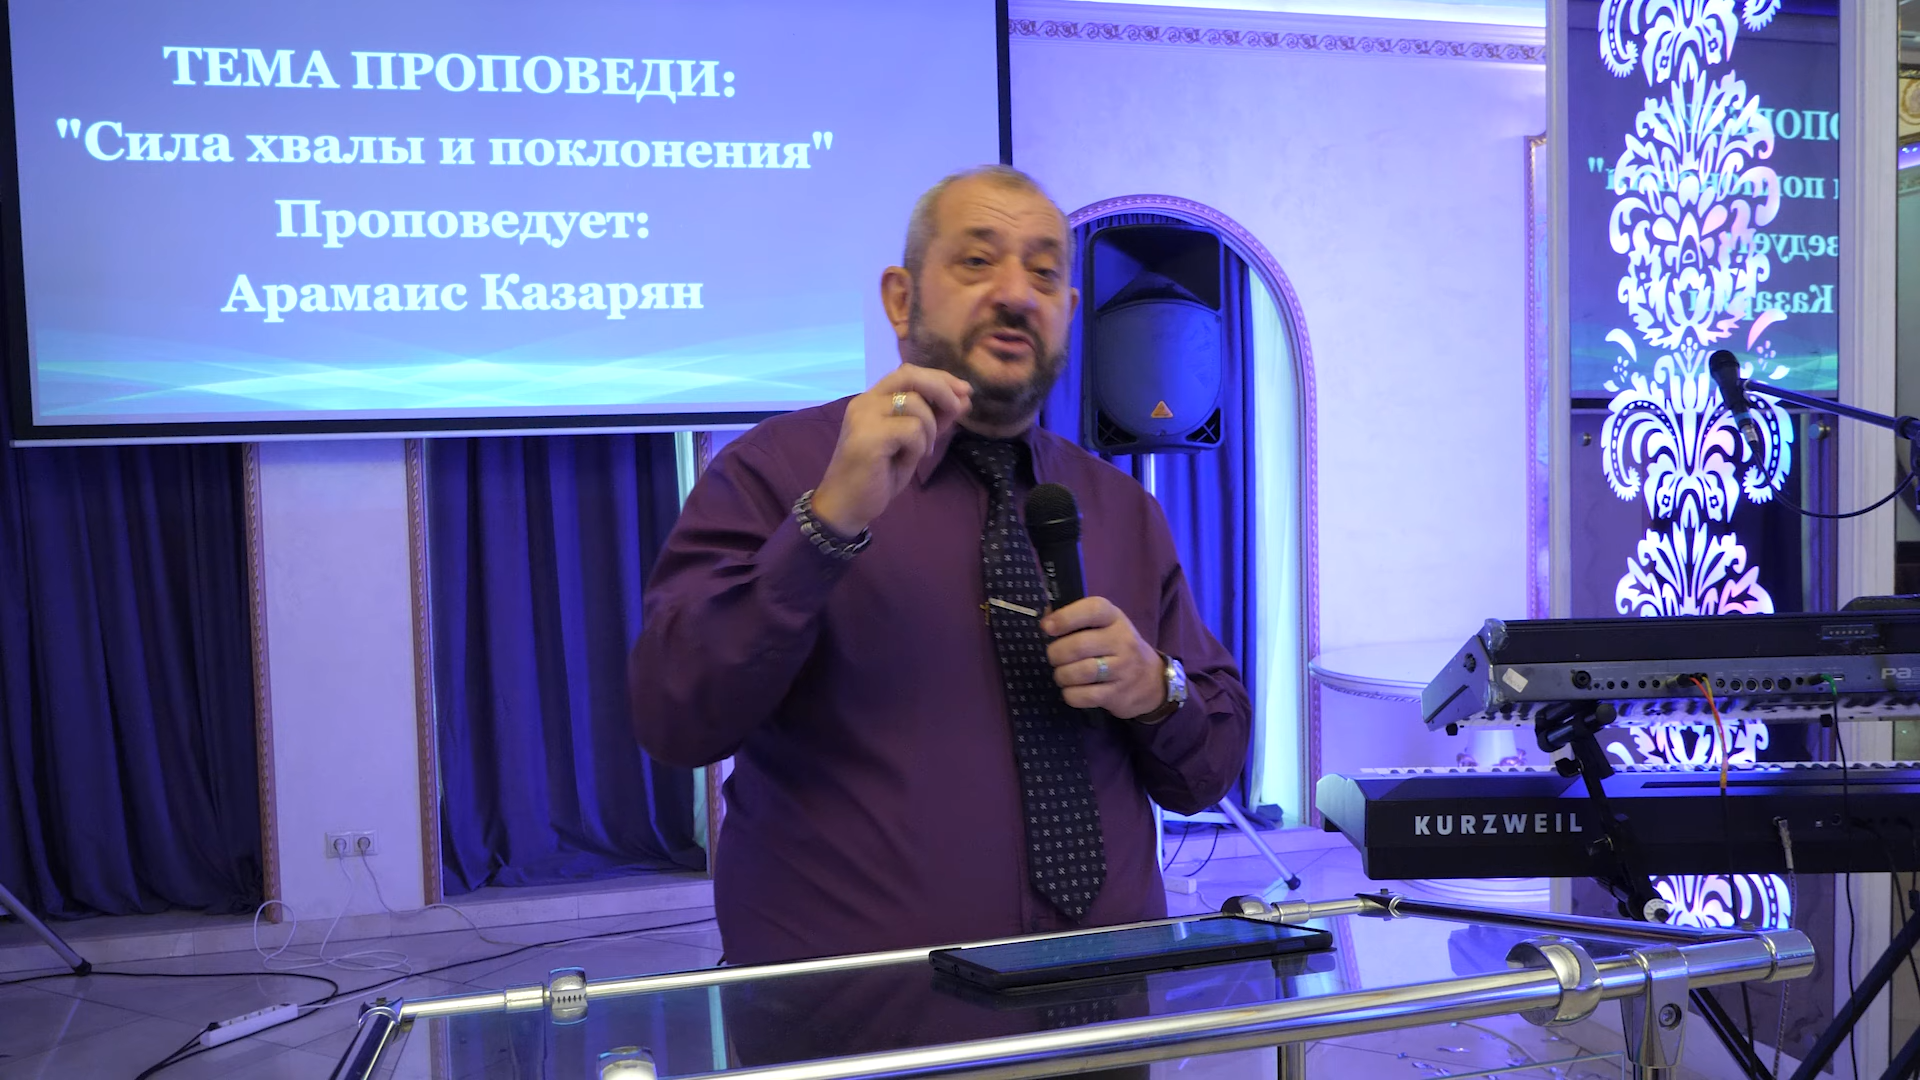 ТЕМА ПРОПОВЕДИ:
"Сила хвалы и поклонения"
Проповедует:
Арамаис Казарян
KURZWEIL